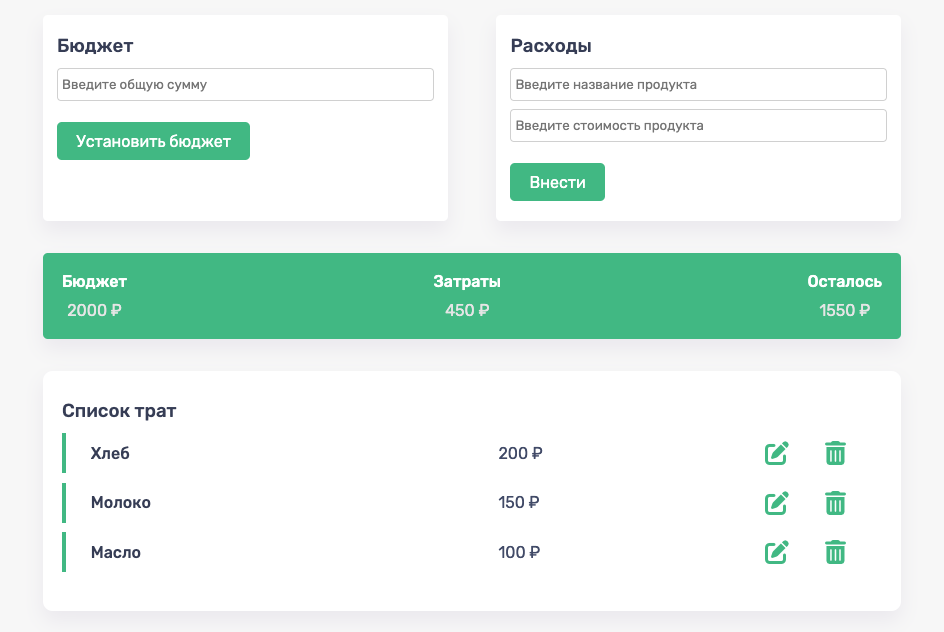 Бюджет
Введите общую сумму
Установить бюджет
Расходы
Введите название продукта
Введите стоимость продукта
Внести
Бюджет Затраты Осталось
2000 ₽ 450 ₽ 1550 ₽
Список трат
Хлеб 200 ₽
Молоко 150 ₽
Масло 100 ₽